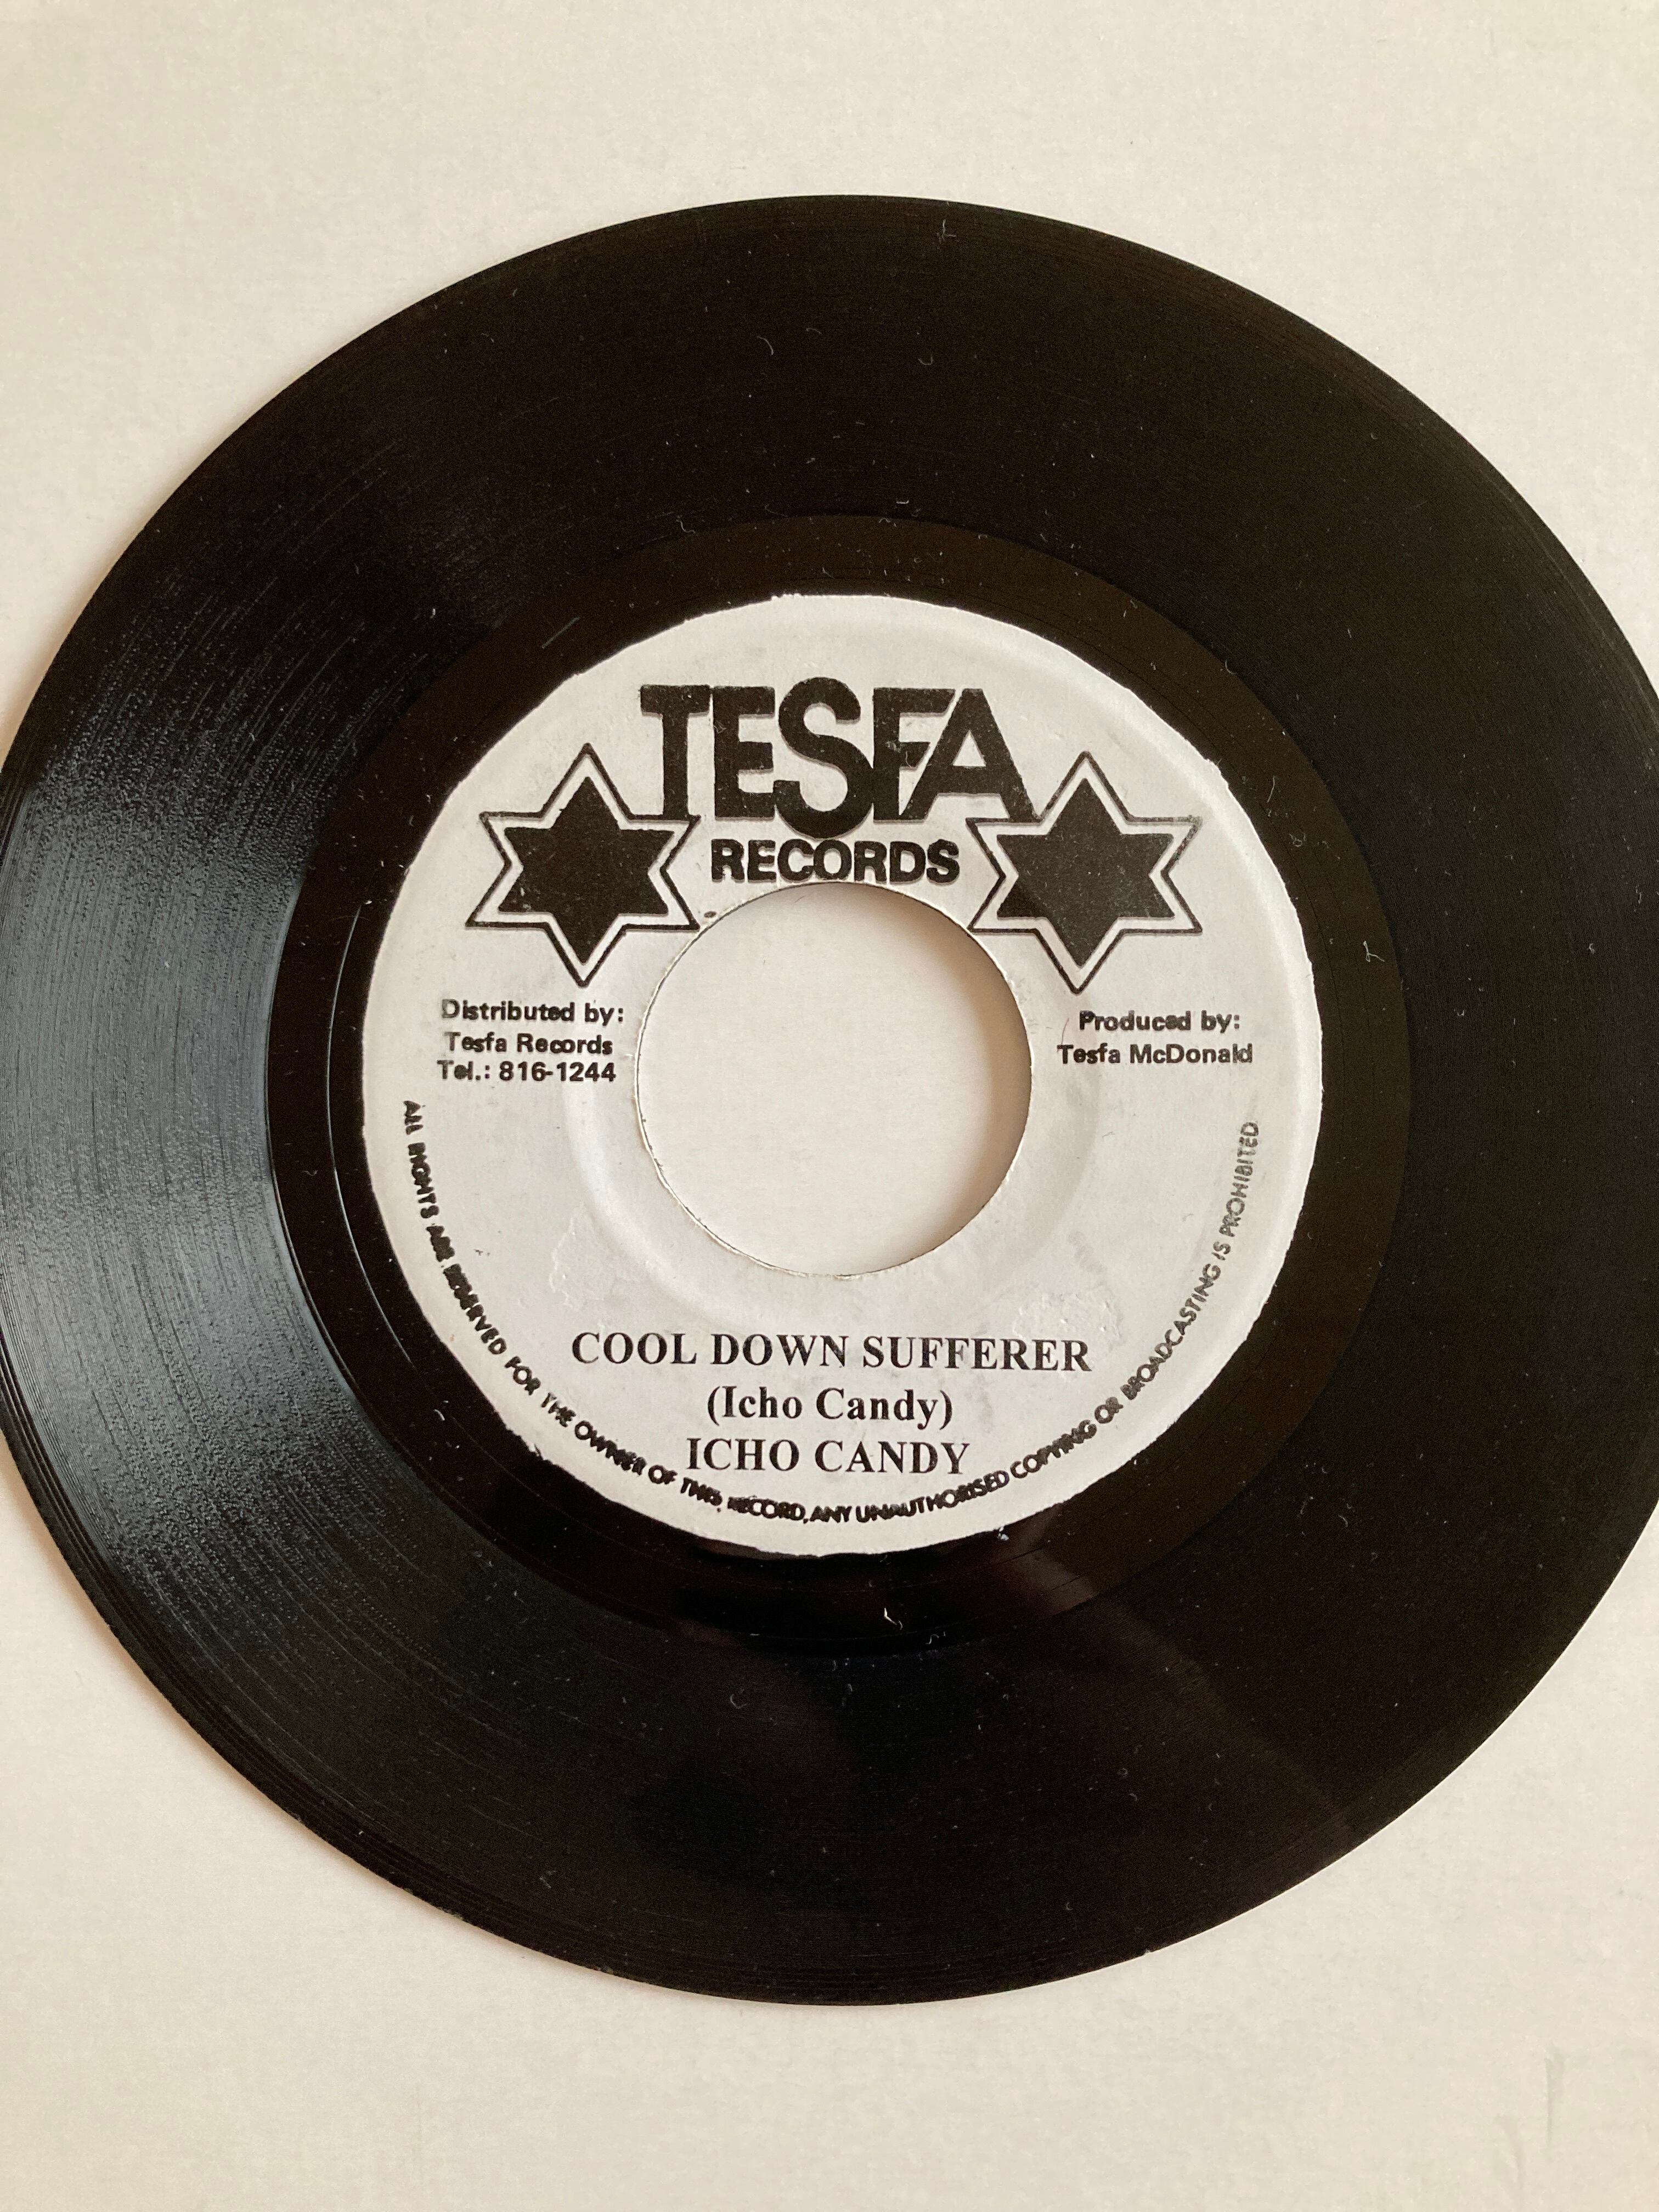 TESFA
RECORDS
Distributed by:
Tesfa Records
Tel.: 816-1244
Produced by:
Tesfa McDonald
COOL DOWN SUFFERER
(Icho Candy)
ICHO CANDY
ALL RIGHTS ARE RESERVED FOR THE OWNER OF THIS RECORD, ANY UNAUTHORISED COPYING OR BROADCASTING IS PROHIBITED